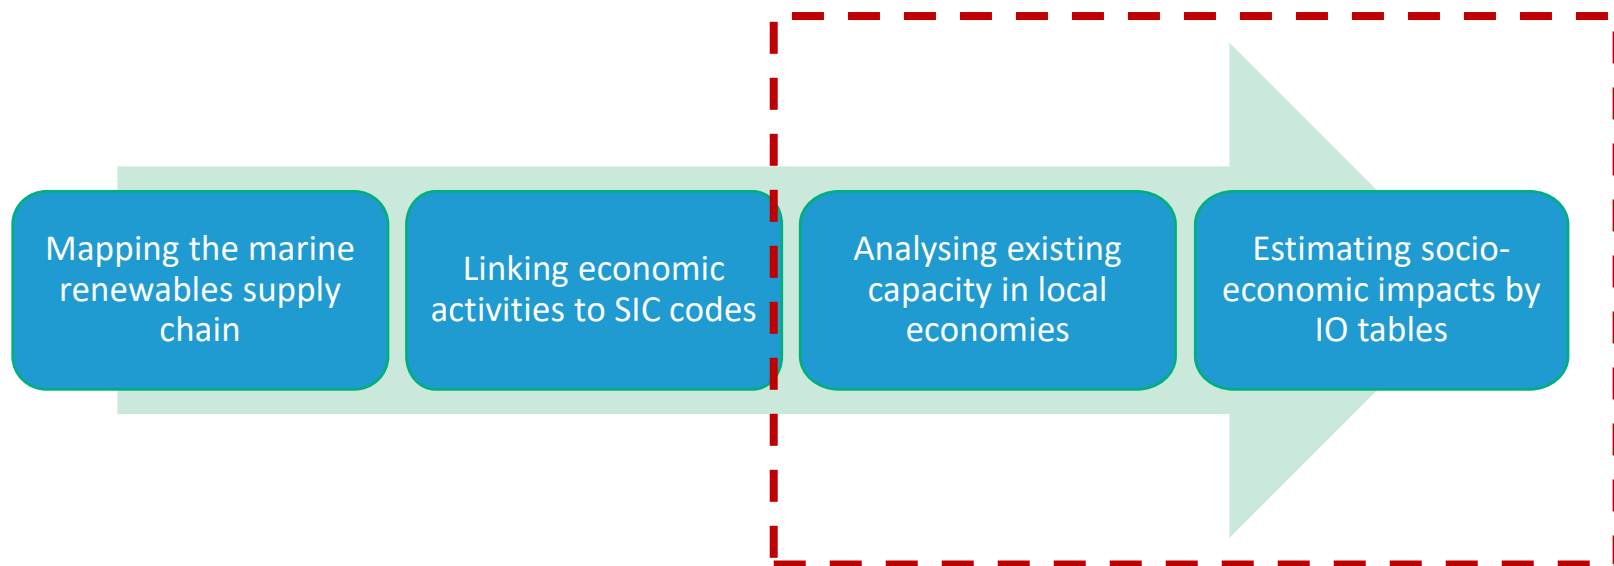 Mapping the marine
renewables supply
chain
Linking economic
activities to SIC codes
Analysing existing
capacity in local
economies
Estimating socio-
economic impacts by
IO tables